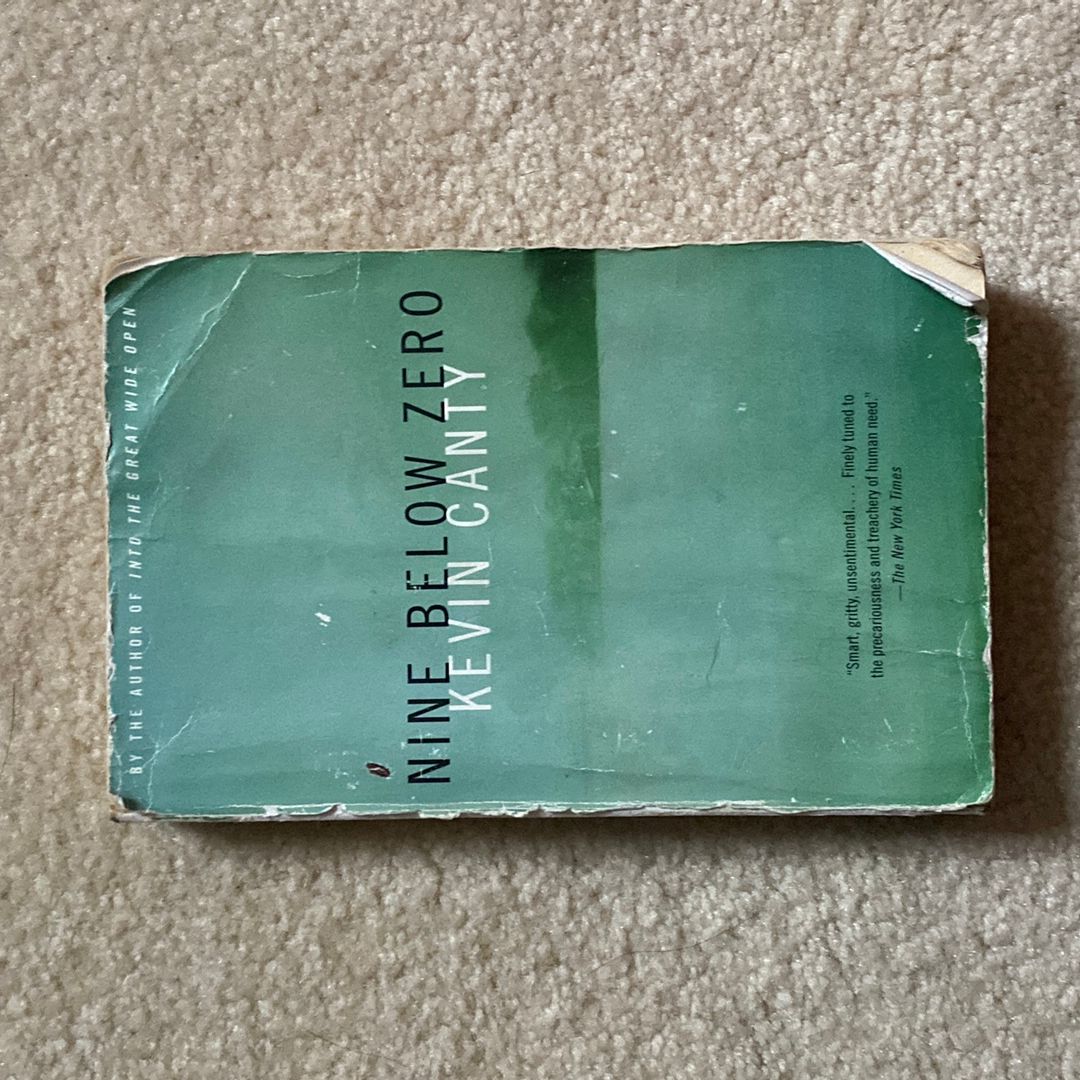 BY THE AUTHOR OF INTO THE GREAT WIDE OPEN
NINE BELOW ZERO
KEVIN CANTY
"Smart, gritty, unsentimental. . . . Finely tuned to
the precariousness and treachery of human need."
—The New York Times